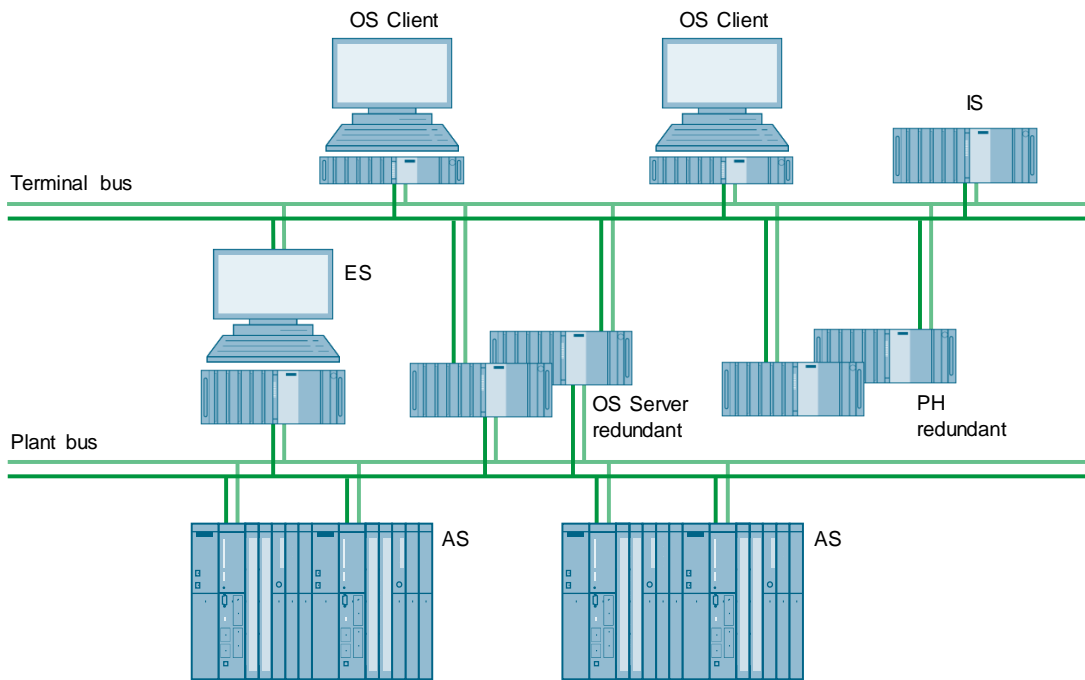 OS Client
OS Client
IS
Terminal bus
ES
OS Server
redundant
PH
redundant
Plant bus
AS
AS